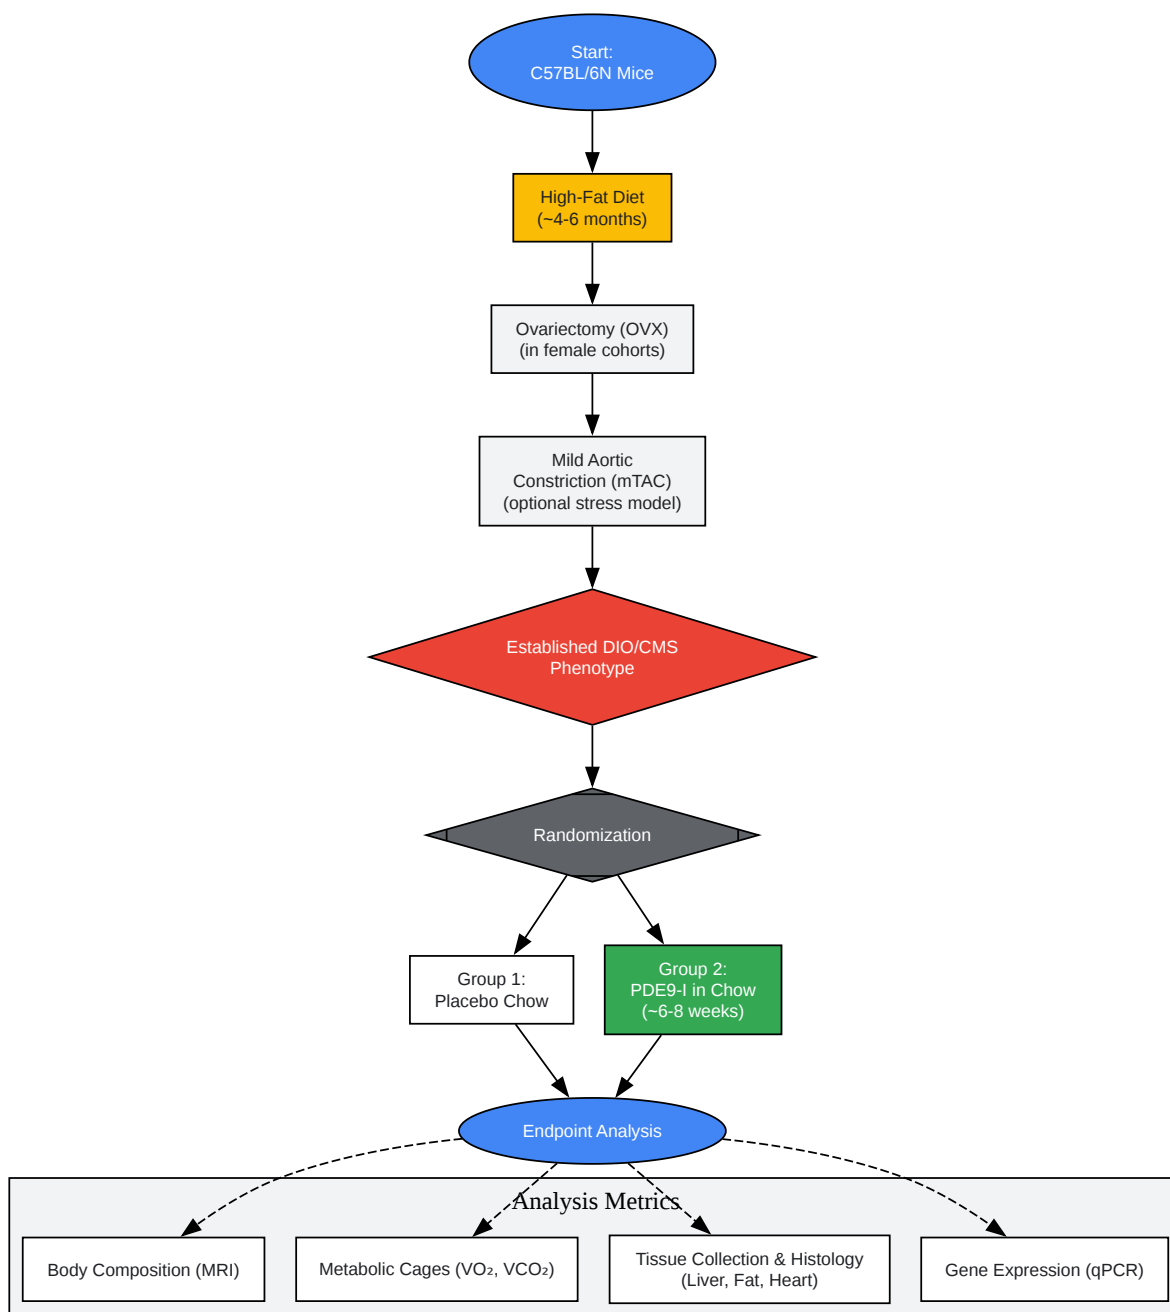 Start:
C57BL/6N Mice
High-Fat Diet
(~4-6 months)
Ovariectomy (OVX)
(in female cohorts)
Mild Aortic
Constriction (mTAC)
(optional stress model)
Established DIO/CMS
Phenotype
Randomization
Group 1:
Placebo Chow
Group 2:
PDE9-I in Chow
(~6-8 weeks)
Endpoint Analysis
Analysis Metrics
Body Composition (MRI)
Metabolic Cages (VO₂, VCO₂)
Tissue Collection & Histology
(Liver, Fat, Heart)
Gene Expression (qPCR)